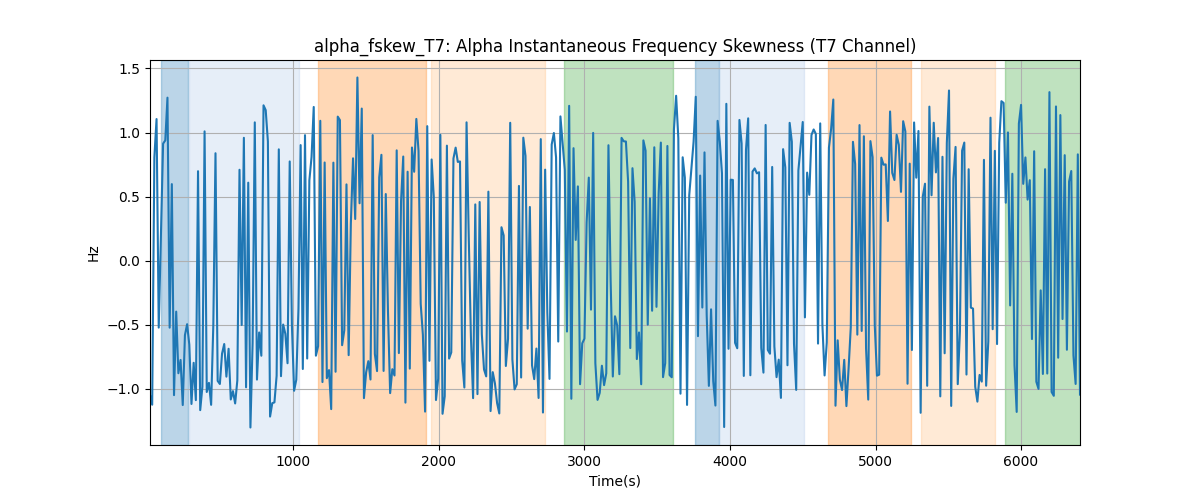 alpha_fskew_T7: Alpha Instantaneous Frequency Skewness (T7 Channel)
1.5
1.0
0.5
0.0
−0.5
−1.0
Hz
1000 2000 3000 4000 5000 6000
Time(s)